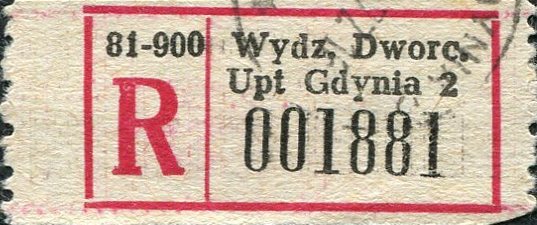 81-900 Wydz. Dworc.
Upt Gdynia 2
R 001881